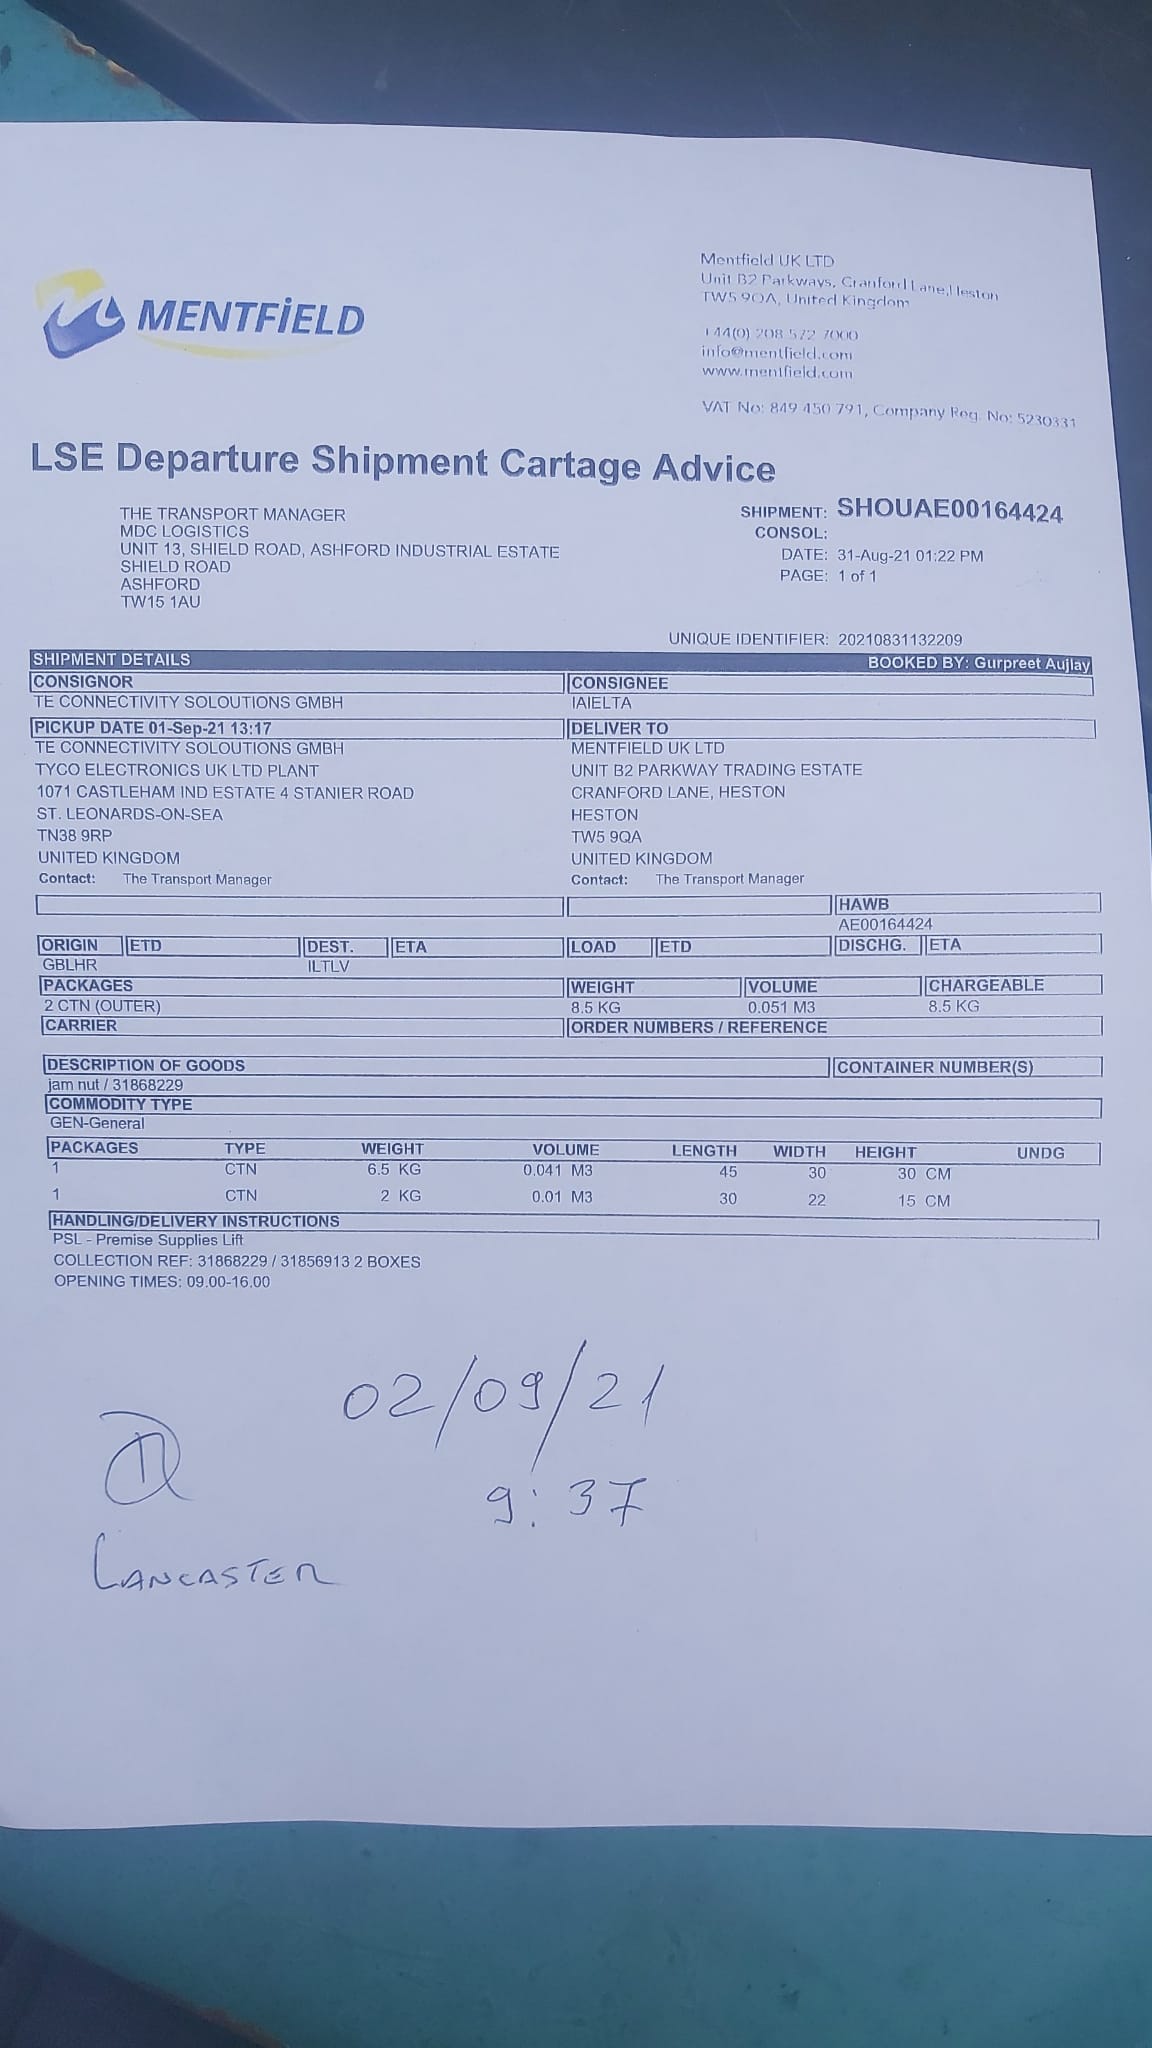 MENTFiELD
Mentfield UK LTD
Unit B2 Parkways, Cranford Lane,Heston
TW5 9QA, United Kingdom
+44(0) 208 572 7000
info@mentfield.com
www.mentfield.com
VAT No: 849 450 791, Company Reg. No: 5230331
LSE Departure Shipment Cartage Advice
THE TRANSPORT MANAGER
MDC LOGISTICS
UNIT 13, SHIELD ROAD, ASHFORD INDUSTRIAL ESTATE
SHIELD ROAD
ASHFORD
TW15 1AU
SHIPMENT: SHOUAE00164424
CONSOL:
DATE: 31-Aug-21 01:22 PM
PAGE: 1 of 1
UNIQUE IDENTIFIER: 20210831132209
SHIPMENT DETAILS BOOKED BY: Gurpreet Aujlay
CONSIGNOR CONSIGNEE
TE CONNECTIVITY SOLOUTIONS GMBH IAIELTA
PICKUP DATE 01-Sep-21 13:17 DELIVER TO
TE CONNECTIVITY SOLOUTIONS GMBH MENTFIELD UK LTD
TYCO ELECTRONICS UK LTD PLANT UNIT B2 PARKWAY TRADING ESTATE
1071 CASTLEHAM IND ESTATE 4 STANIER ROAD CRANFORD LANE, HESTON
ST. LEONARDS-ON-SEA HESTON
TN38 9RP TW5 9QA
UNITED KINGDOM UNITED KINGDOM
Contact: The Transport Manager Contact: The Transport Manager
HAWB
AE00164424
ORIGIN ETD DEST. ETA LOAD ETD DISCHG. ETA
GBLHR ILTLV
PACKAGES WEIGHT VOLUME CHARGEABLE
2 CTN (OUTER) 8.5 KG 0.051 M3 8.5 KG
CARRIER ORDER NUMBERS / REFERENCE
DESCRIPTION OF GOODS CONTAINER NUMBER(S)
jam nut / 31868229
COMMODITY TYPE
GEN-General
PACKAGES TYPE WEIGHT VOLUME LENGTH WIDTH HEIGHT UNDG
1 CTN 6.5 KG 0.041 M3 45 30 30 CM
1 CTN 2 KG 0.01 M3 30 22 15 CM
HANDLING/DELIVERY INSTRUCTIONS
PSL - Premise Supplies Lift
COLLECTION REF: 31868229 / 31856913 2 BOXES
OPENING TIMES: 09.00-16.00
02/09/21
9:37
LANCASTER